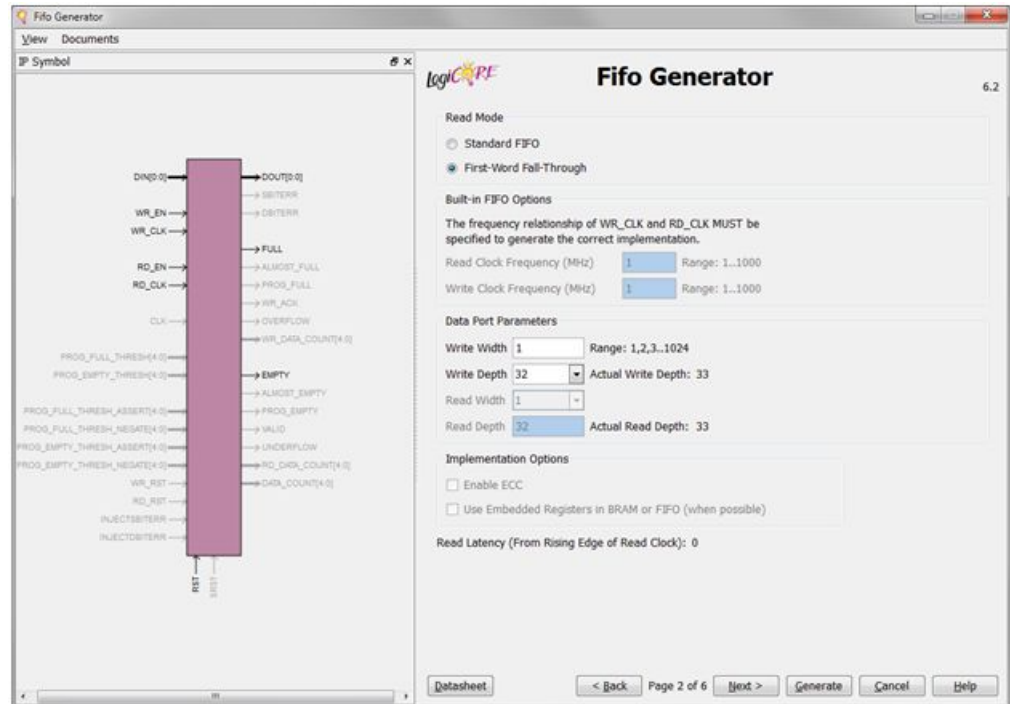 Fifo Generator
View Documents
IP Symbol
DIN[0:0]
WR_EN
WR_CLK
RD_EN
RD_CLK
CLK
PROG_FULL_THRESH[4:0]
PROG_EMPTY_THRESH[4:0]
PROG_FULL_THRESH_ASSERT[4:0]
PROG_FULL_THRESH_NEGATE[4:0]
PROG_EMPTY_THRESH_ASSERT[4:0]
PROG_EMPTY_THRESH_NEGATE[4:0]
WR_RST
RD_RST
INJECTSBITERR
INJECTDBITERR
DOUT[0:0]
SBITERR
DBITERR
FULL
ALMOST_FULL
PROG_FULL
WR_ACK
OVERFLOW
WR_DATA_COUNT[4:0]
EMPTY
ALMOST_EMPTY
PROG_EMPTY
VALID
UNDERFLOW
RD_DATA_COUNT[4:0]
DATA_COUNT[4:0]
RST
SRST
LogiCORE
Fifo Generator
6.2
Read Mode
Standard FIFO
First-Word Fall-Through
Built-in FIFO Options
The frequency relationship of WR_CLK and RD_CLK MUST be
specified to generate the correct implementation.
Read Clock Frequency (MHz) 1 Range: 1..1000
Write Clock Frequency (MHz) 1 Range: 1..1000
Data Port Parameters
Write Width 1 Range: 1,2,3..1024
Write Depth 32 Actual Write Depth: 33
Read Width 1
Read Depth 32 Actual Read Depth: 33
Implementation Options
Enable ECC
Use Embedded Registers in BRAM or FIFO (when possible)
Read Latency (From Rising Edge of Read Clock): 0
Datasheet < Back Page 2 of 6 Next > Generate Cancel Help